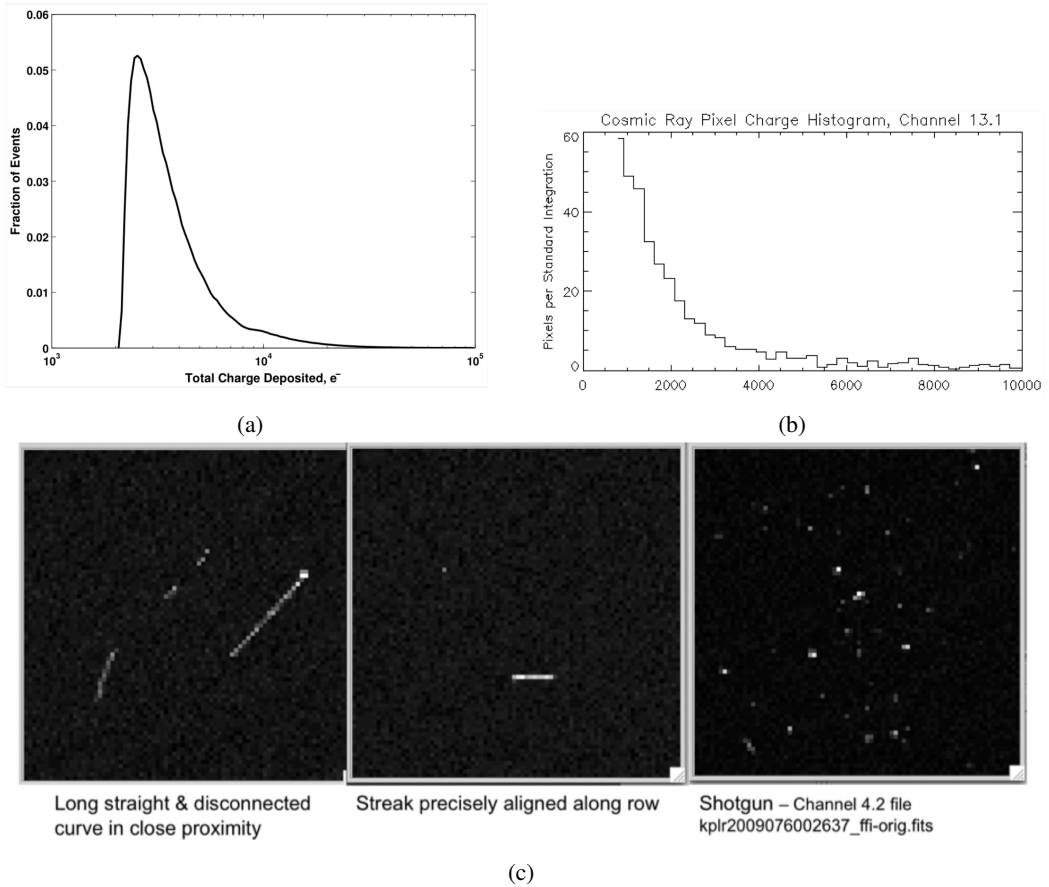 0.06
0.05
0.04
0.03
0.02
0.01
0
Fraction of Events
10³
10⁴
10⁵
Total Charge Deposited, e⁻
(a)
Cosmic Ray Pixel Charge Histogram, Channel 13.1
60
40
20
0
Pixels per Standard Integration
0
2000
4000
6000
8000
10000
(b)
Long straight & disconnected
curve in close proximity
Streak precisely aligned along row
Shotgun – Channel 4.2 file
kplr2009076002637_ffi-orig.fits
(c)